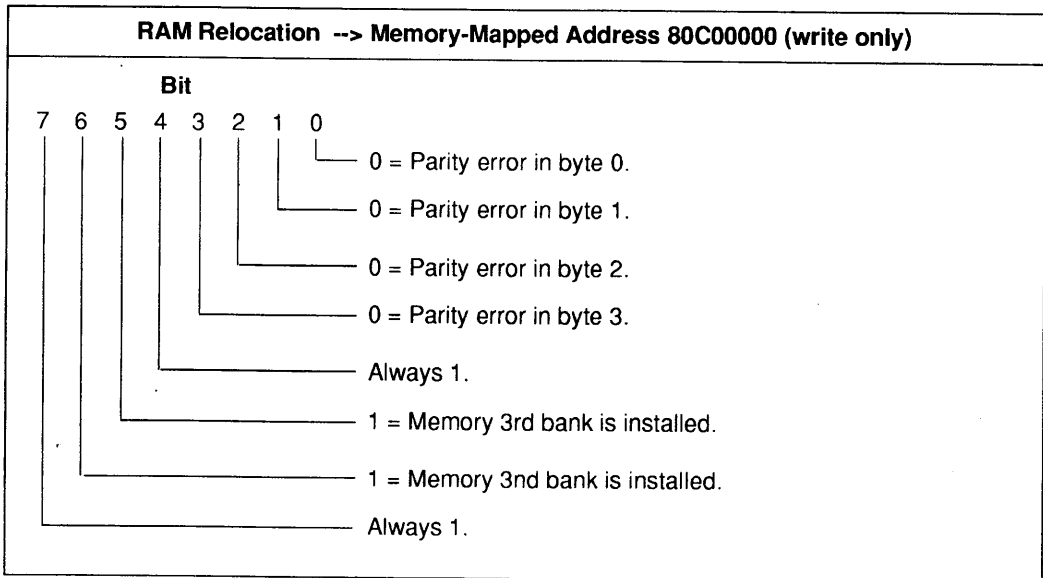 RAM Relocation --> Memory-Mapped Address 80C00000 (write only)
Bit
7 6 5 4 3 2 1 0
0 = Parity error in byte 0.
0 = Parity error in byte 1.
0 = Parity error in byte 2.
0 = Parity error in byte 3.
Always 1.
1 = Memory 3rd bank is installed.
1 = Memory 3nd bank is installed.
Always 1.